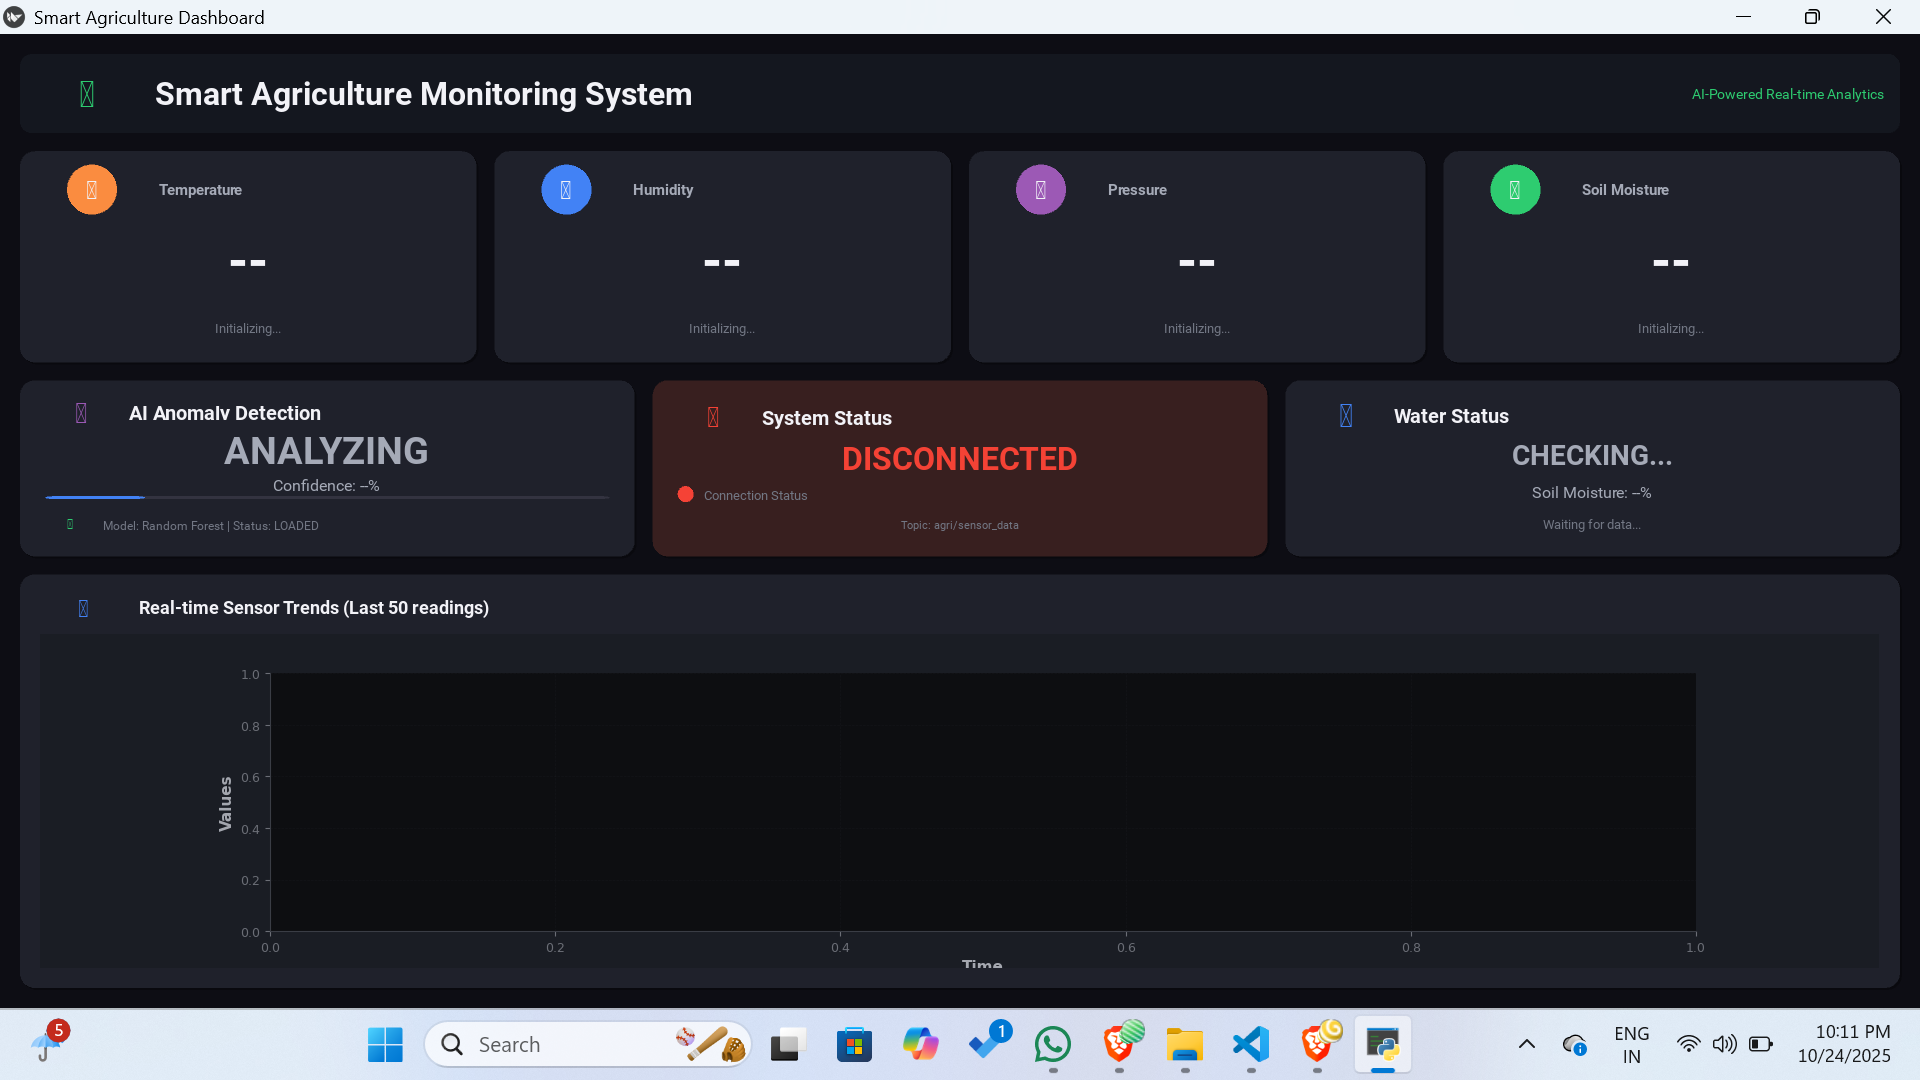 Smart Agriculture Dashboard
Smart Agriculture Monitoring System
AI-Powered Real-time Analytics
Temperature
--
Initializing...
Humidity
--
Initializing...
Pressure
--
Initializing...
Soil Moisture
--
Initializing...
AI Anomaly Detection
ANALYZING
Confidence: --%
Model: Random Forest | Status: LOADED
System Status
DISCONNECTED
Connection Status
Topic: agri/sensor_data
Water Status
CHECKING...
Soil Moisture: --%
Waiting for data...
Real-time Sensor Trends (Last 50 readings)
1.0
0.8
0.6
0.4
0.2
0.0
Values
0.0 0.2 0.4 0.6 0.8 1.0
Time
5
Search
1
ENG
IN
10:11 PM
10/24/2025